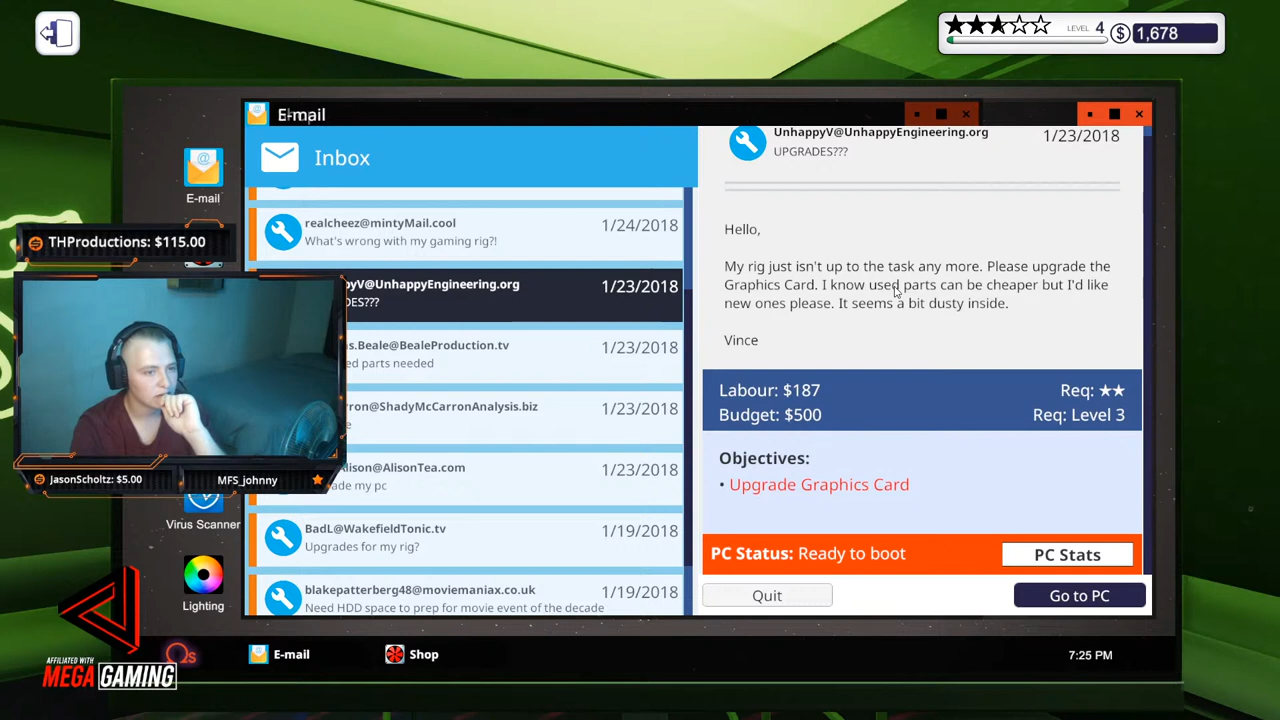 LEVEL 4
$ 1,678
E-mail
Inbox
E-mail
realcheez@mintyMail.cool
1/24/2018
What's wrong with my gaming rig?!
THProductions: $115.00
yV@UnhappyEngineering.org
1/23/2018
DES???
s.Beale@BealeProduction.tv
1/23/2018
ed parts needed
rron@ShadyMcCarronAnalysis.biz
1/23/2018
e
lison@AlisonTea.com
1/23/2018
ade my pc
JasonScholtz: $5.00
MFS_johnny
Virus Scanner
BadL@WakefieldTonic.tv
1/19/2018
Upgrades for my rig?
blakepatterberg48@moviemaniax.co.uk
1/19/2018
Need HDD space to prep for movie event of the decade
Lighting
UnhappyV@UnhappyEngineering.org
1/23/2018
UPGRADES???
Hello,
My rig just isn't up to the task any more. Please upgrade the
Graphics Card. I know used parts can be cheaper but I'd like
new ones please. It seems a bit dusty inside.
Vince
Labour: $187
Req: ★★
Budget: $500
Req: Level 3
Objectives:
• Upgrade Graphics Card
PC Status: Ready to boot
PC Stats
Quit
Go to PC
AFFILIATED WITH
MEGA GAMING
Os
E-mail
Shop
7:25 PM